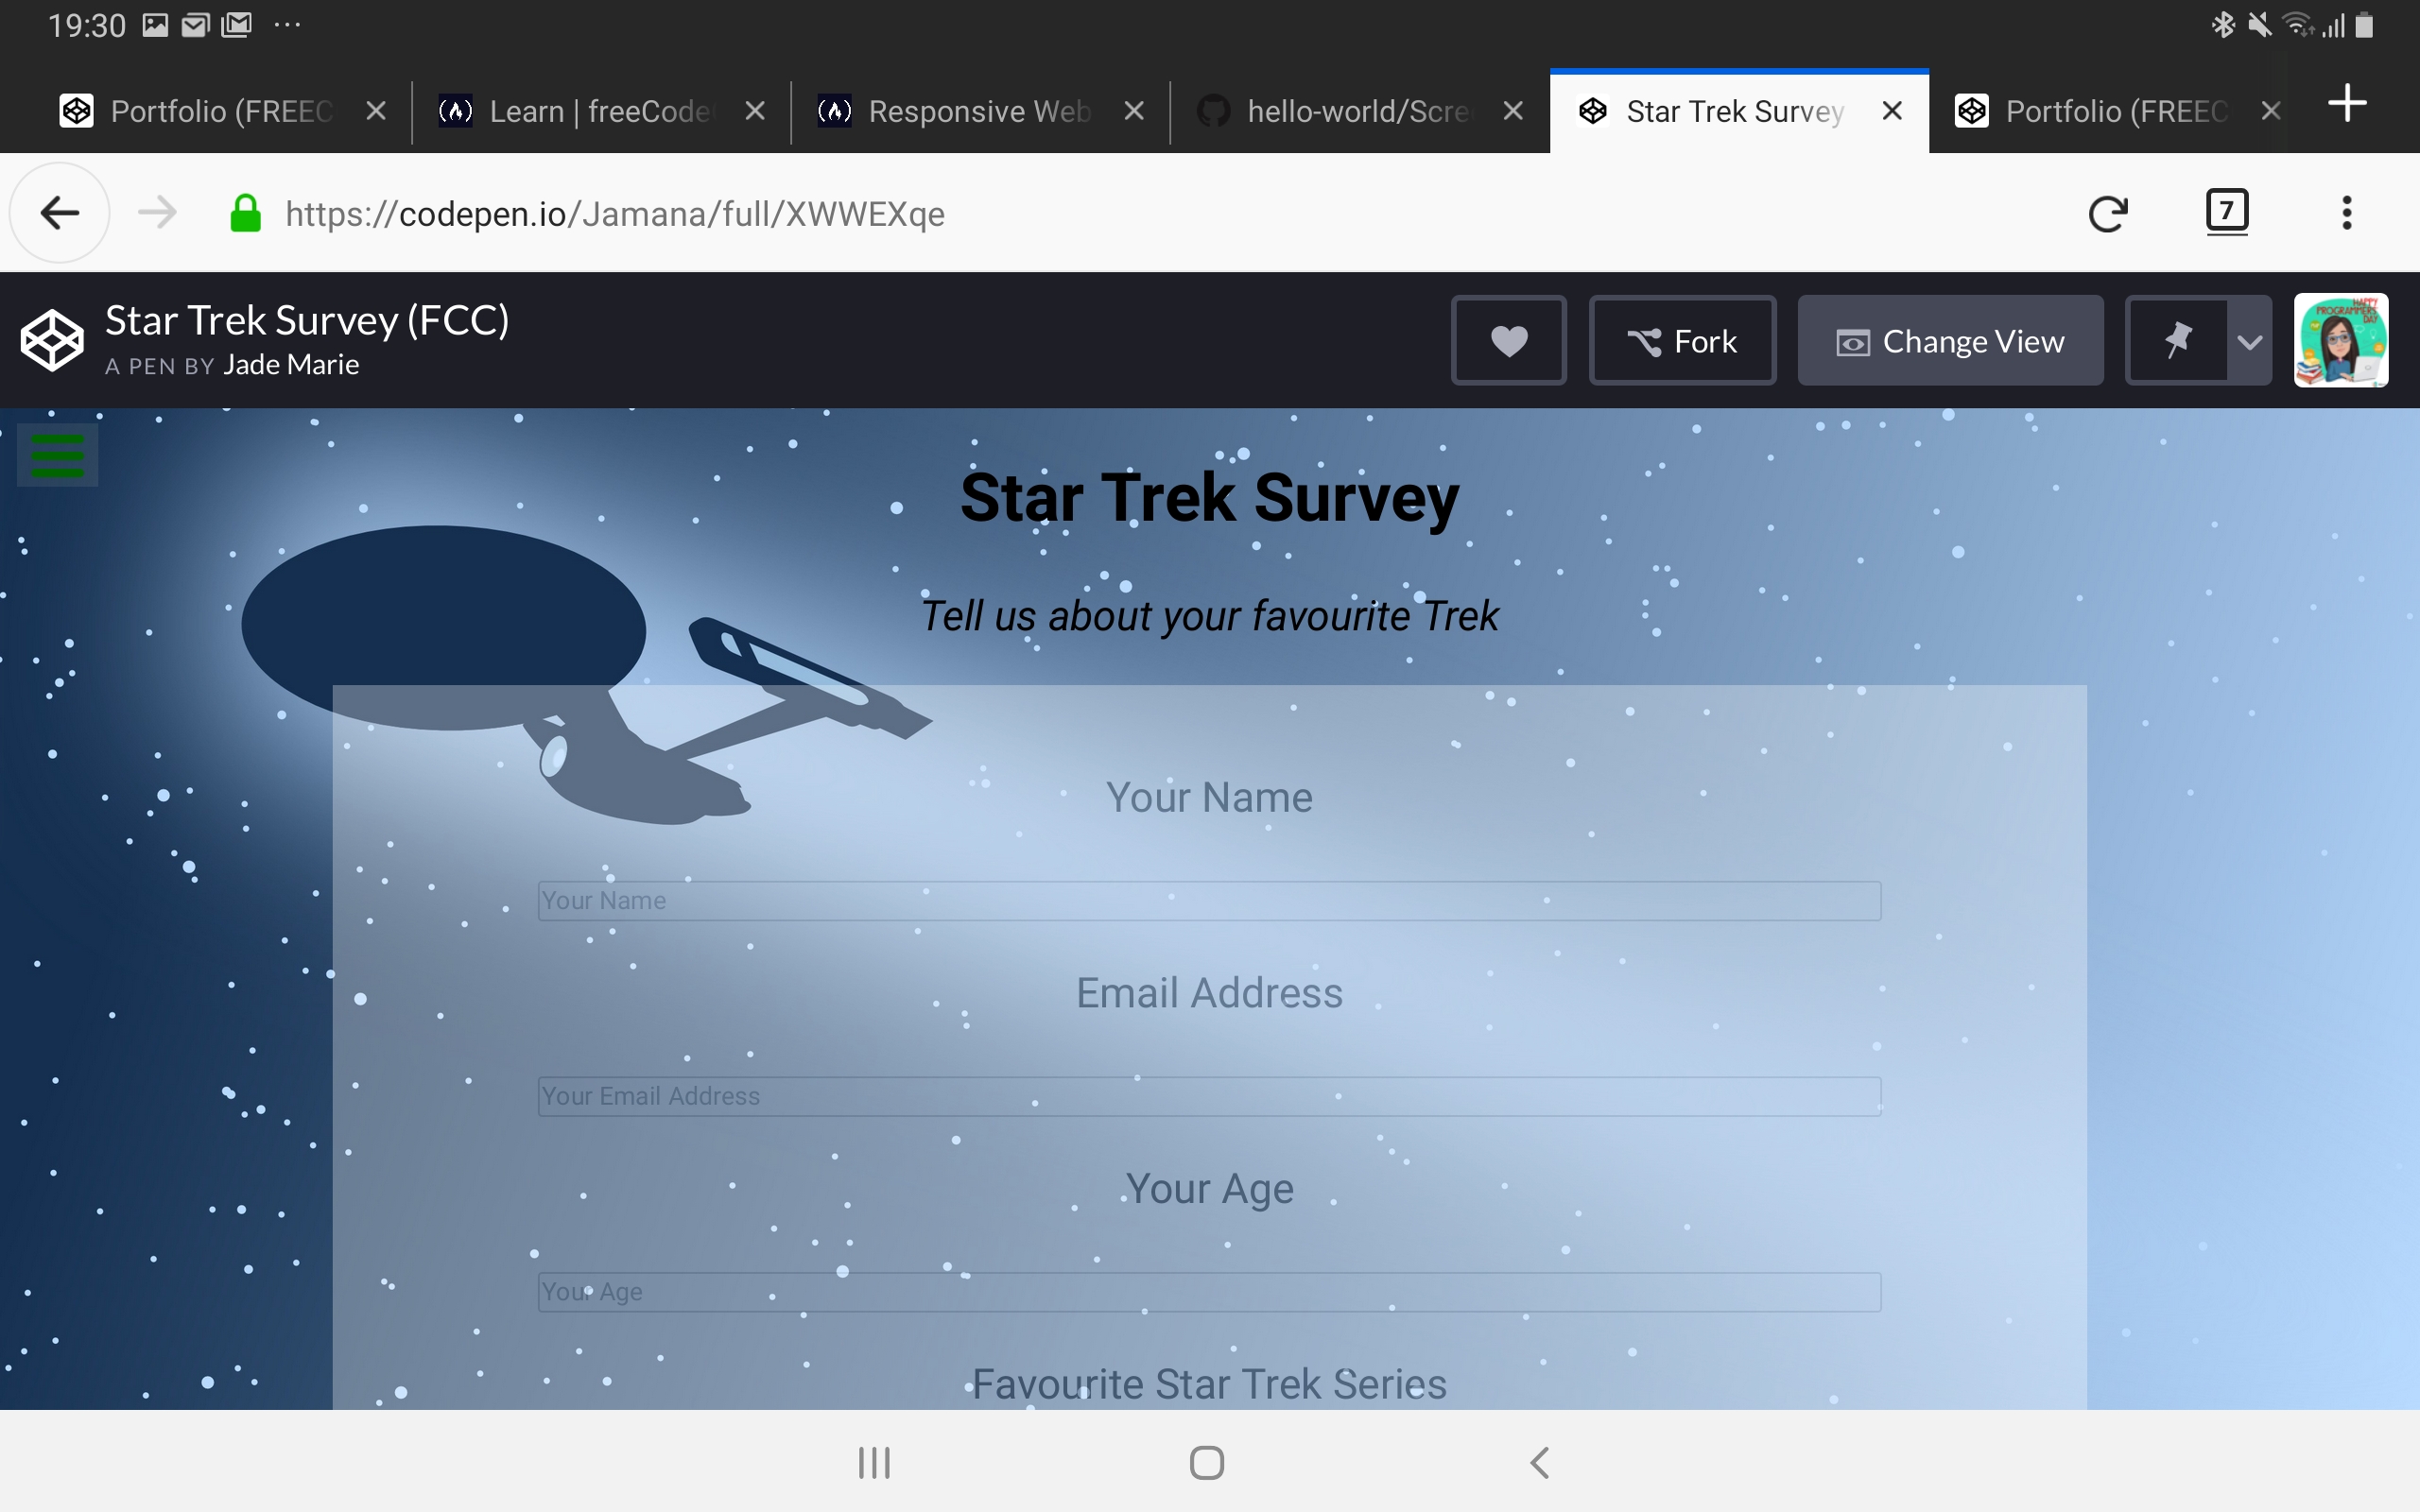 19:30
Portfolio (FREEC
Learn | freeCode
Responsive Web
hello-world/Scre
Star Trek Survey
Portfolio (FREEC
https://codepen.io/Jamana/full/XWWEXqe
7
Star Trek Survey (FCC)
A PEN BY Jade Marie
Fork
Change View
HAPPY
PROGRAMMERS
DAY
Star Trek Survey
Tell us about your favourite Trek
Your Name
Your Name
Email Address
Your Email Address
Your Age
Your Age
Favourite Star Trek Series